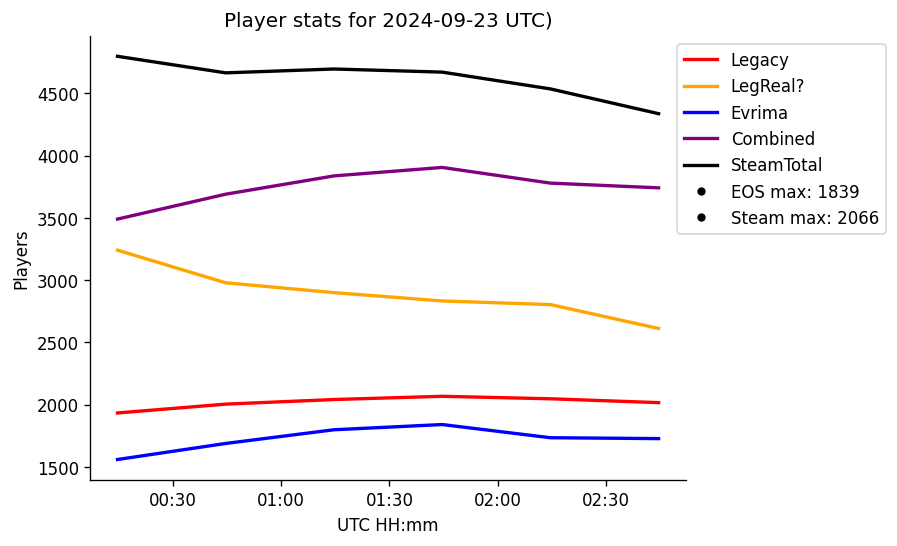 Player stats for 2024-09-23 UTC)
Legacy
LegReal?
Evrima
Combined
SteamTotal
EOS max: 1839
Steam max: 2066
Players
4500
4000
3500
3000
2500
2000
1500
00:30 01:00 01:30 02:00 02:30
UTC HH:mm